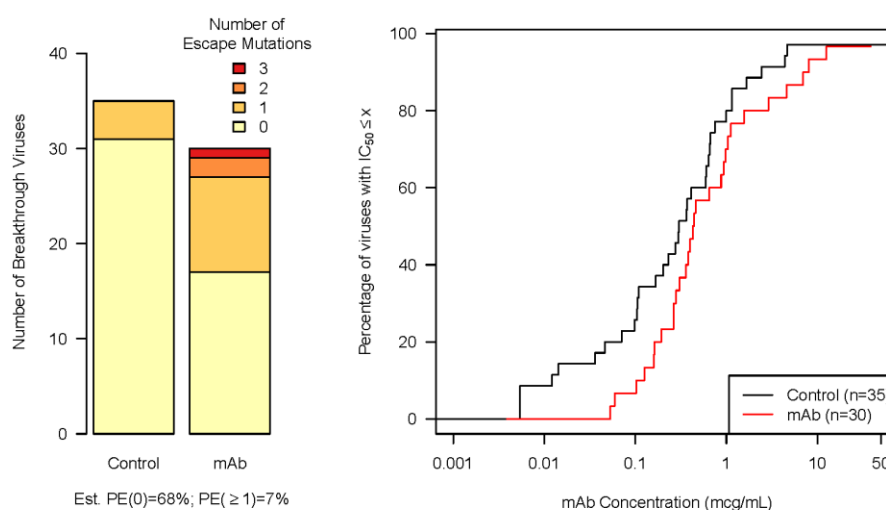 Number of
Escape Mutations
3
2
1
0
40
30
20
10
0
Number of Breakthrough Viruses
Control
mAb
Est. PE(0)=68%; PE( ≥ 1)=7%
100
80
60
40
20
0
Percentage of viruses with IC50 ≤ x
Control (n=35
mAb (n=30)
0.001
0.01
0.1
1
10
50
mAb Concentration (mcg/mL)